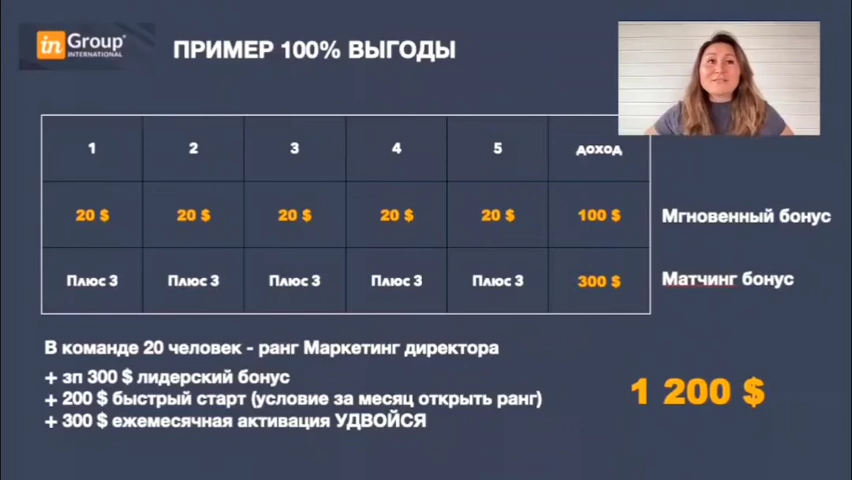 inGroup
INTERNATIONAL
ПРИМЕР 100% ВЫГОДЫ
1 2 3 4 5 доход
20 $ 20 $ 20 $ 20 $ 20 $ 100 $ Мгновенный бонус
Плюс 3 Плюс 3 Плюс 3 Плюс 3 Плюс 3 300 $ Матчинг бонус
В команде 20 человек - ранг Маркетинг директора
+ зп 300 $ лидерский бонус
+ 200 $ быстрый старт (условие за месяц открыть ранг)
+ 300 $ ежемесячная активация УДВОЙСЯ
1 200 $